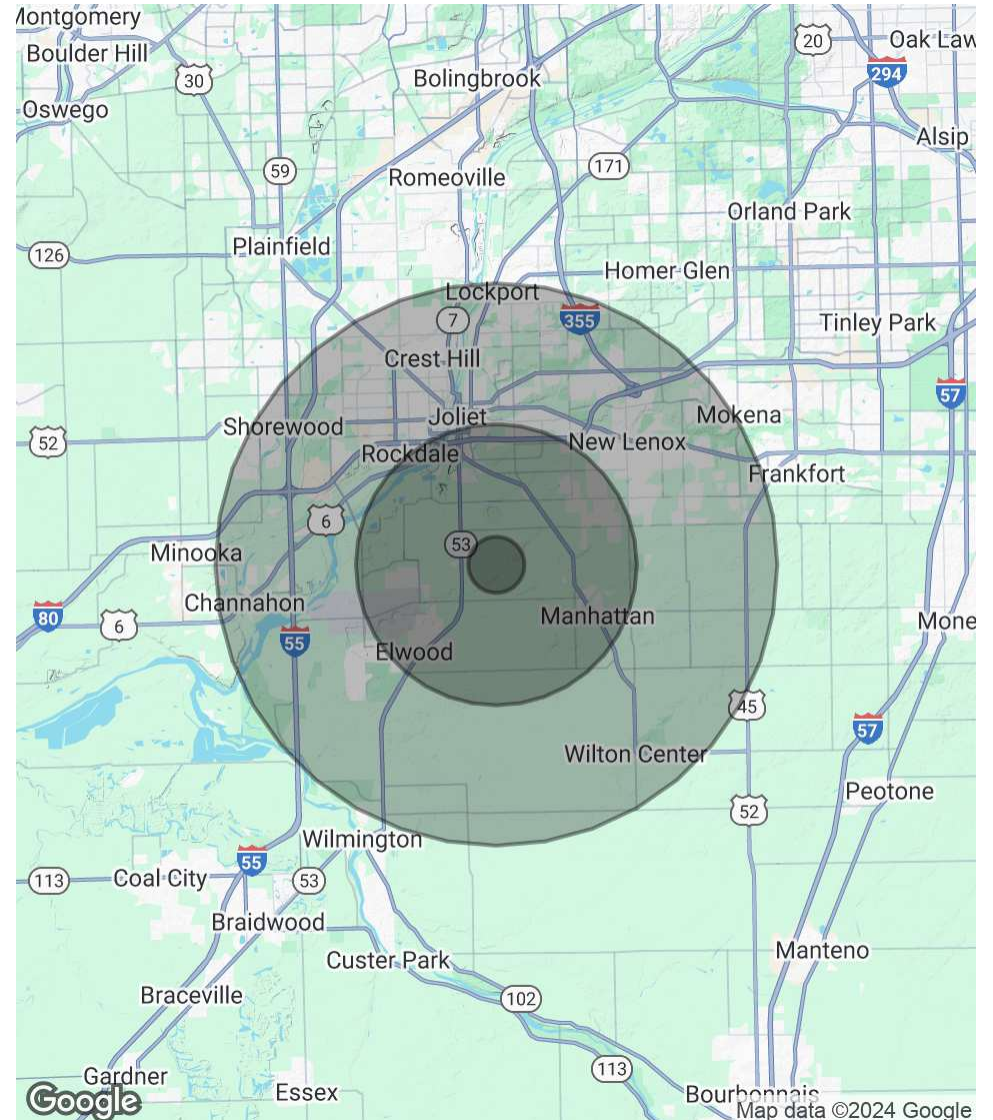 Montgomery
20
Oak Law
Boulder Hill
30
Bolingbrook
294
Oswego
Alsip
59
171
Romeoville
Orland Park
126
Plainfield
Homer Glen
Lockport
7
355
Tinley Park
Crest Hill
57
Joliet
Mokena
52
Shorewood
New Lenox
Rockdale
Frankfort
6
53
Minooka
Channahon
80
6
Manhattan
Mone
55
Elwood
45
57
Wilton Center
Peotone
52
Wilmington
55
113
Coal City
53
Braidwood
Manteno
Custer Park
Braceville
102
113
Gardner
Essex
Bourbonnais
Google
Map data ©2024 Google